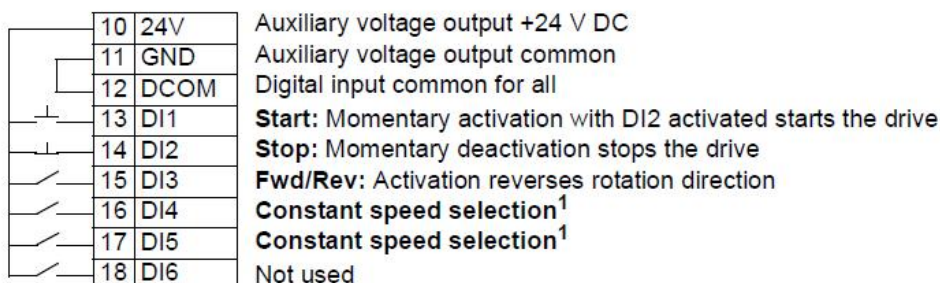 10 24V Auxiliary voltage output +24 V DC
11 GND Auxiliary voltage output common
12 DCOM Digital input common for all
13 DI1 Start: Momentary activation with DI2 activated starts the drive
14 DI2 Stop: Momentary deactivation stops the drive
15 DI3 Fwd/Rev: Activation reverses rotation direction
16 DI4 Constant speed selection1
17 DI5 Constant speed selection1
18 DI6 Not used